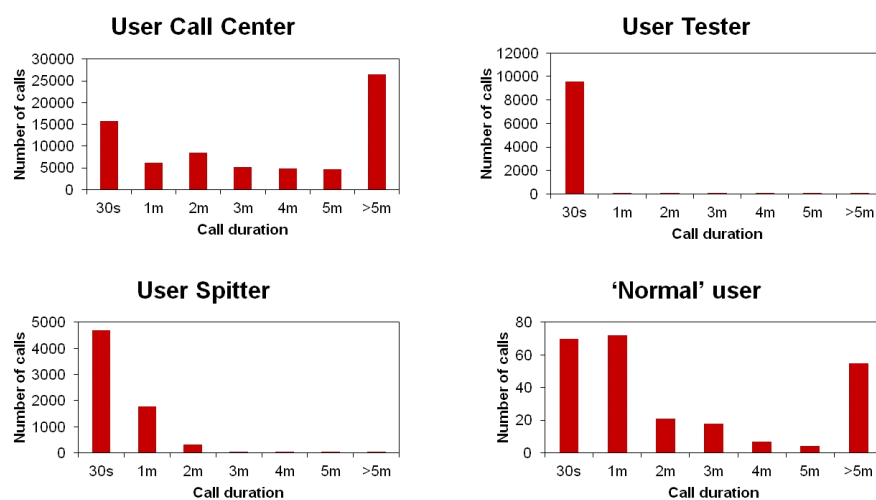 User Call Center
Number of calls
30000
25000
20000
15000
10000
5000
0
30s 1m 2m 3m 4m 5m >5m
Call duration
User Tester
Number of calls
12000
10000
8000
6000
4000
2000
0
30s 1m 2m 3m 4m 5m >5m
Call duration
User Spitter
Number of calls
5000
4000
3000
2000
1000
0
30s 1m 2m 3m 4m 5m >5m
Call duration
‘Normal’ user
Number of calls
80
60
40
20
0
30s 1m 2m 3m 4m 5m >5m
Call duration